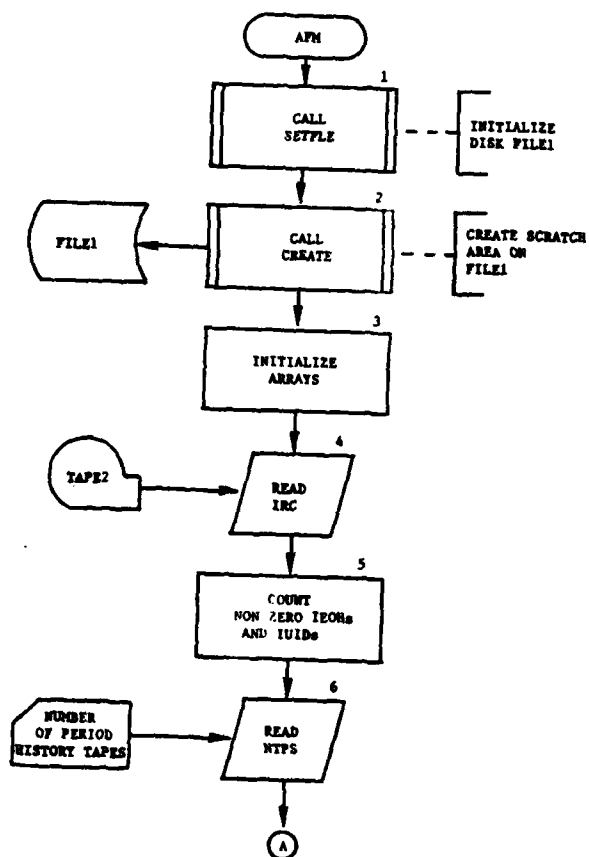 AFM
1
CALL
SETFLE
INITIALIZE
DISK FILE1
2
CALL
CREATE
FILE1
CREATE SCRATCH
AREA ON
FILE1
3
INITIALIZE
ARRAYS
4
TAPE2
READ
IRC
5
COUNT
NON ZERO IEOHs
AND IUIDs
6
NUMBER
OF PERIOD
HISTORY TAPES
READ
NTPS
A